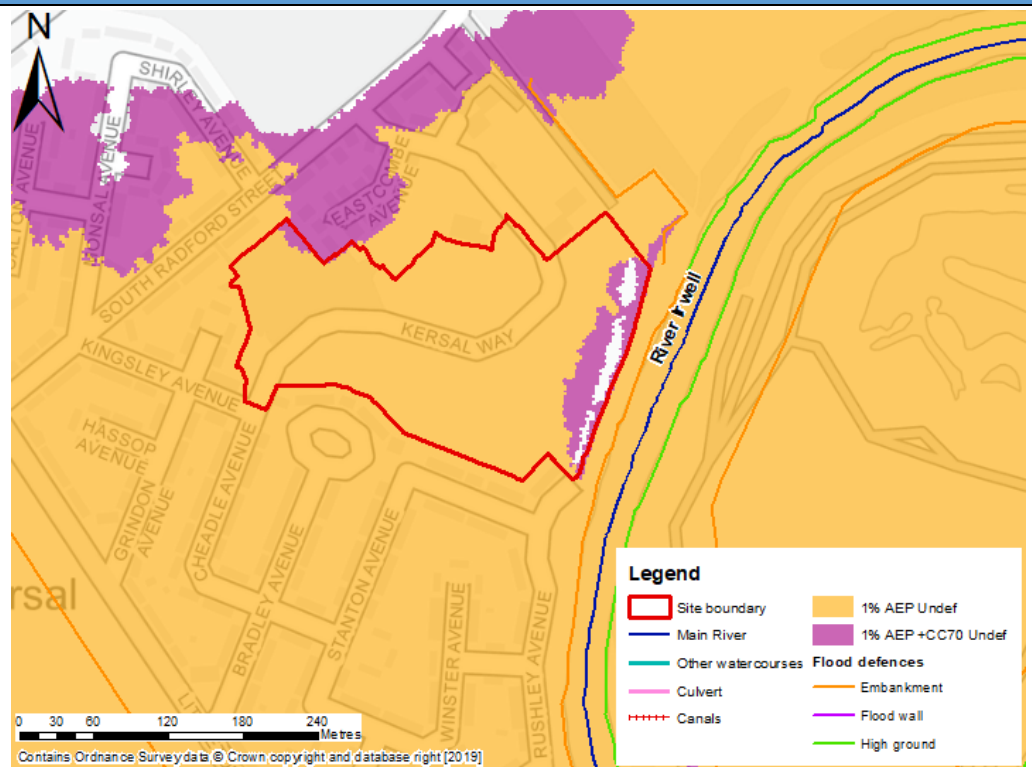 N
SHIRLEY AVENUE
MONSAL AVENUE
EASTCOMBE
AVENUE
SOUTH RADFORD STREET
KERSAL WAY
River Irwell
KINGSLEY AVENUE
HASSOP
AVENUE
GRINDON
AVENUE
CHEADLE AVENUE
rsal
BRADLEY AVENUE
STANTON AVENUE
WINSTER AVENUE
RUSHLEY AVENUE
Legend
Site boundary
Main River
Other watercourses
Culvert
Canals
1% AEP Undef
1% AEP +CC70 Undef
Flood defences
Embankment
Flood wall
High ground
0 30 60 120 180 240
Metres
Contains Ordnance Survey data © Crown copyright and database right [2019]